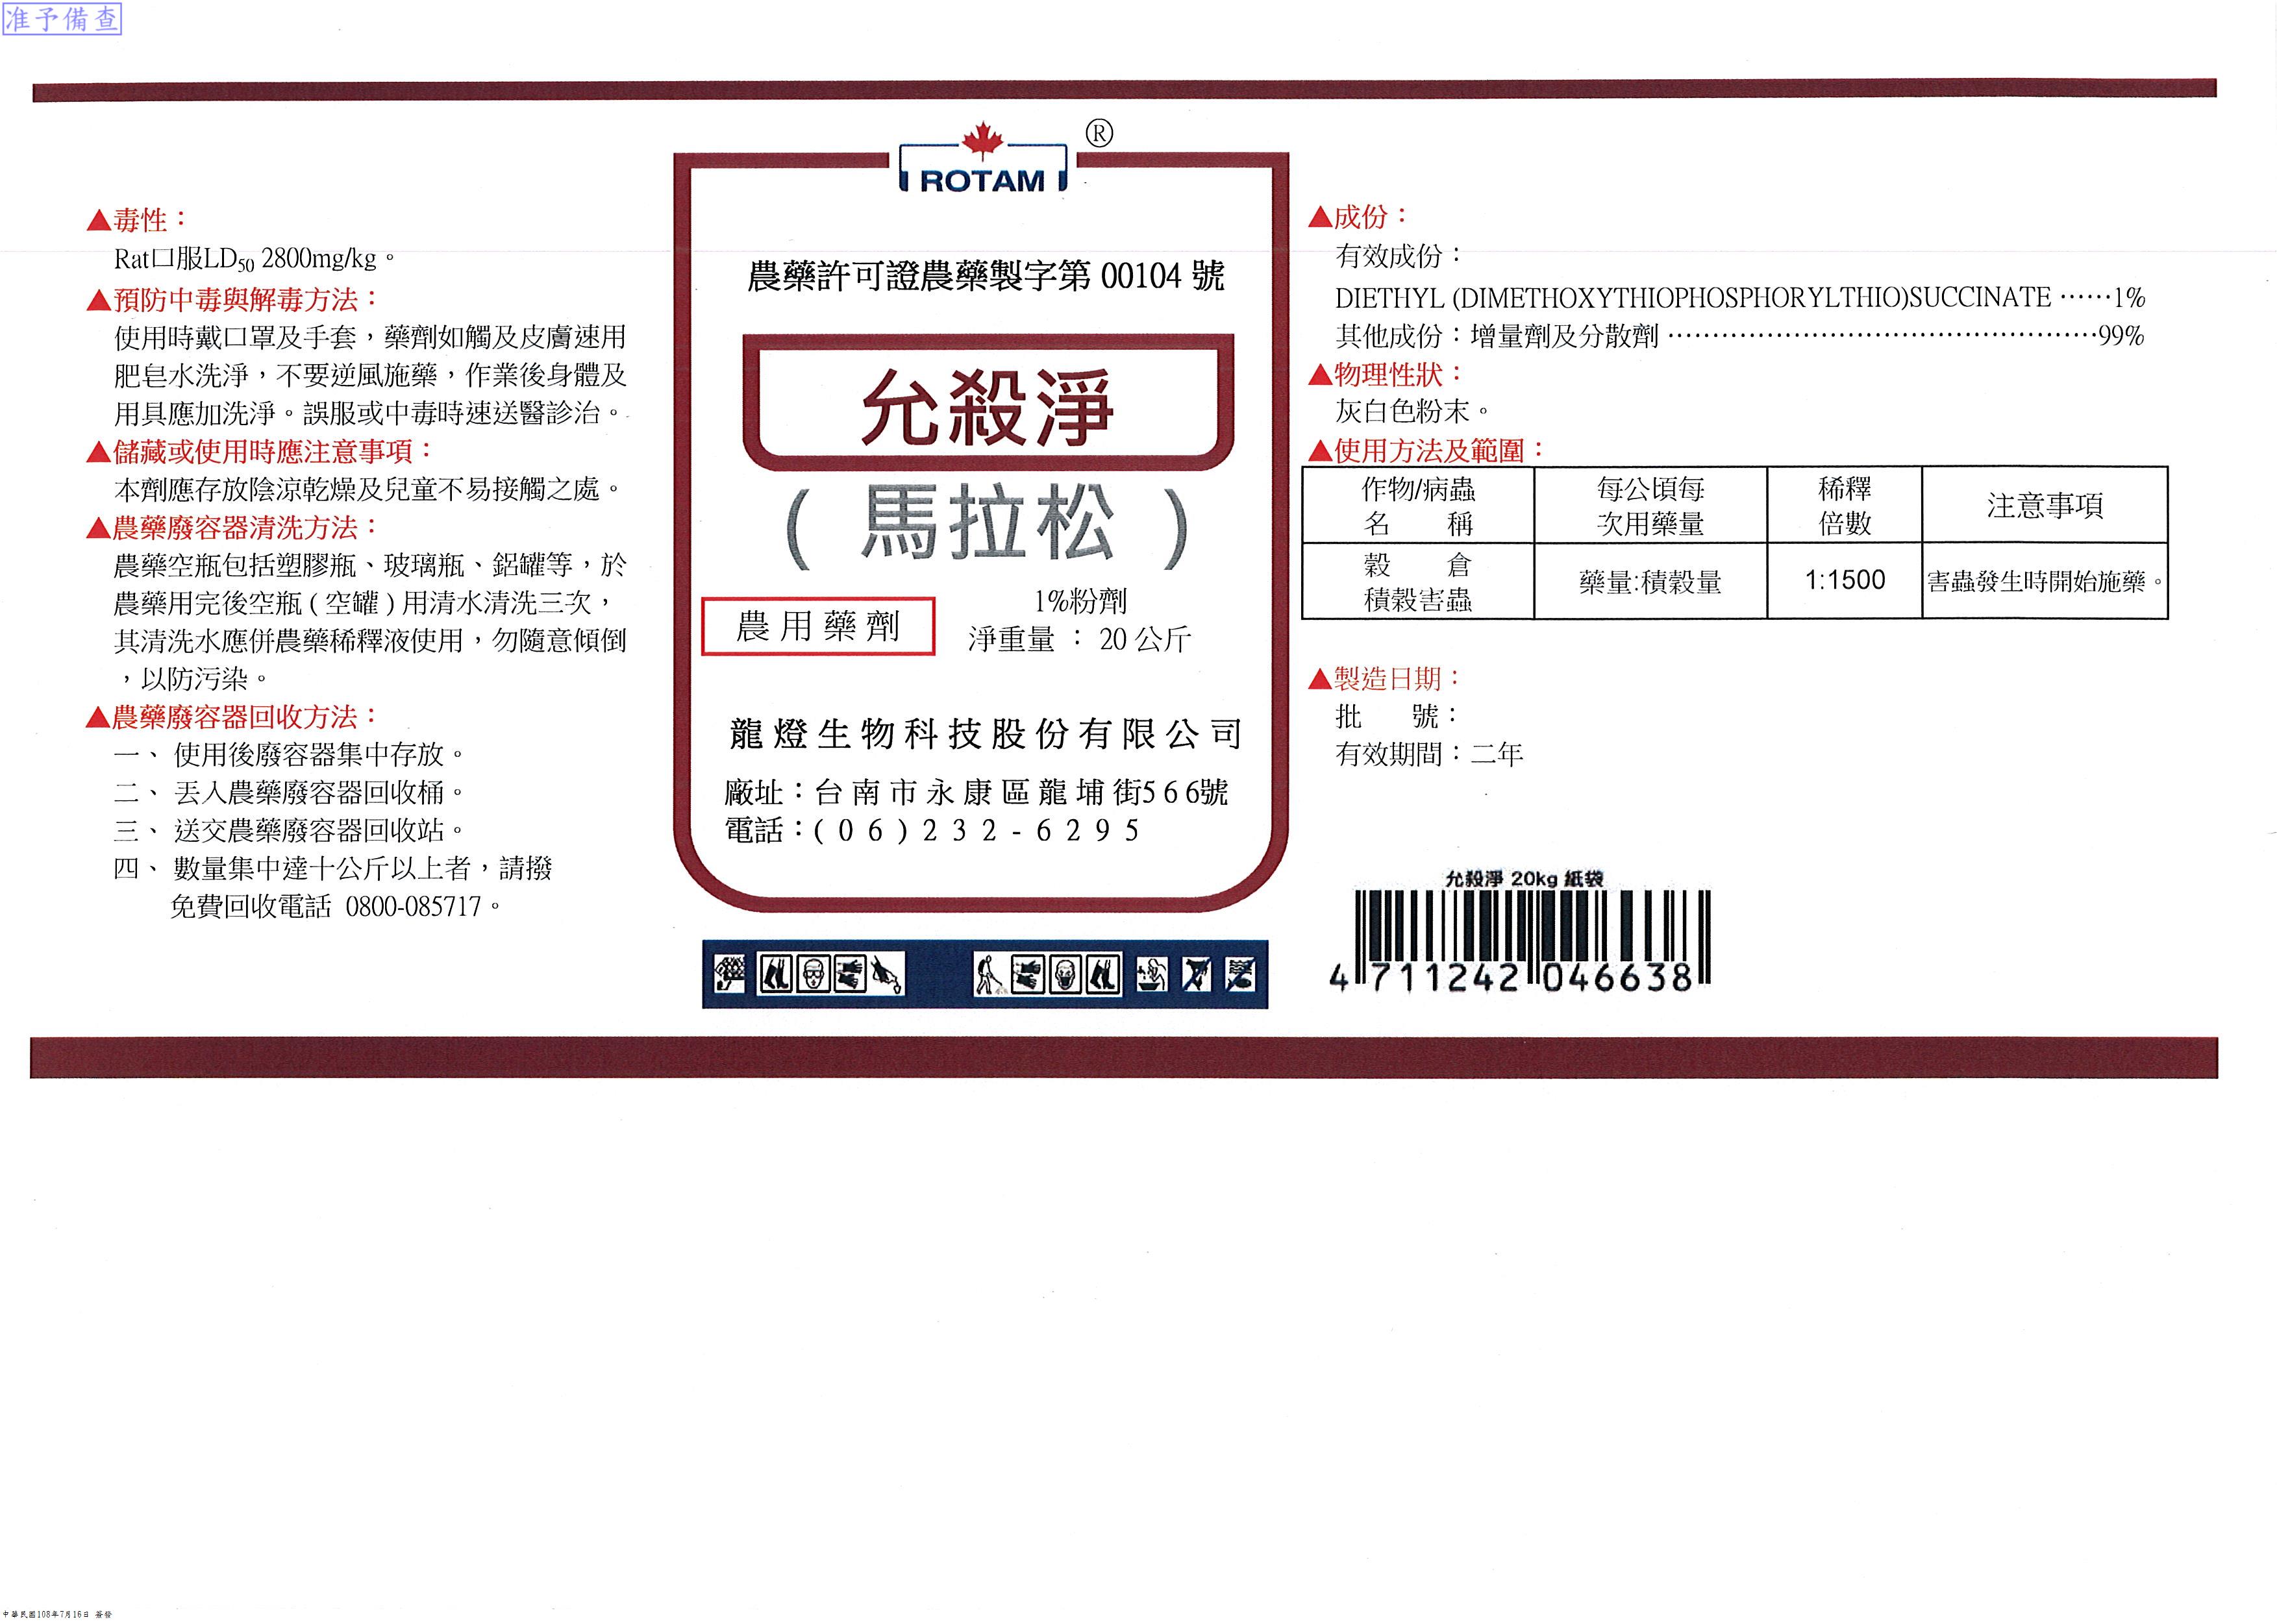 准予備查
▲毒性：
Rat口服LD50 2800mg/kg。
▲預防中毒與解毒方法：
使用時戴口罩及手套，藥劑如觸及皮膚速用
肥皂水洗淨，不要逆風施藥，作業後身體及
用具應加洗淨。誤服或中毒時速送醫診治。
▲儲藏或使用時應注意事項：
本劑應存放陰涼乾燥及兒童不易接觸之處。
▲農藥廢容器清洗方法：
農藥空瓶包括塑膠瓶、玻璃瓶、鋁罐等，於
農藥用完後空瓶(空罐)用清水清洗三次，
其清洗水應併農藥稀釋液使用，勿隨意傾倒
，以防污染。
▲農藥廢容器回收方法：
一、 使用後廢容器集中存放。
二、 丟入農藥廢容器回收桶。
三、 送交農藥廢容器回收站。
四、 數量集中達十公斤以上者，請撥
免費回收電話 0800-085717。
ROTAM ®
農藥許可證農藥製字第 00104 號
允殺淨
( 馬拉松 )
農用藥劑
1%粉劑
淨重量 ： 20 公斤
龍燈生物科技股份有限公司
廠址：台南市永康區龍埔街566號
電話：(06)232-6295
▲成份：
有效成份：
DIETHYL (DIMETHOXYTHIOPHOSPHORYLTHIO)SUCCINATE ……1%
其他成份：增量劑及分散劑 ……………………………………………99%
▲物理性狀：
灰白色粉末。
▲使用方法及範圍：
作物/病蟲 每公頃每 稀釋 注意事項
名 稱 次用藥量 倍數
穀 倉 藥量:積穀量 1:1500 害蟲發生時開始施藥。
積穀害蟲
▲製造日期：
批 號：
有效期間：二年
允殺淨 20kg 紙袋
4 711242 046638
中華民國108年7月16日 簽發